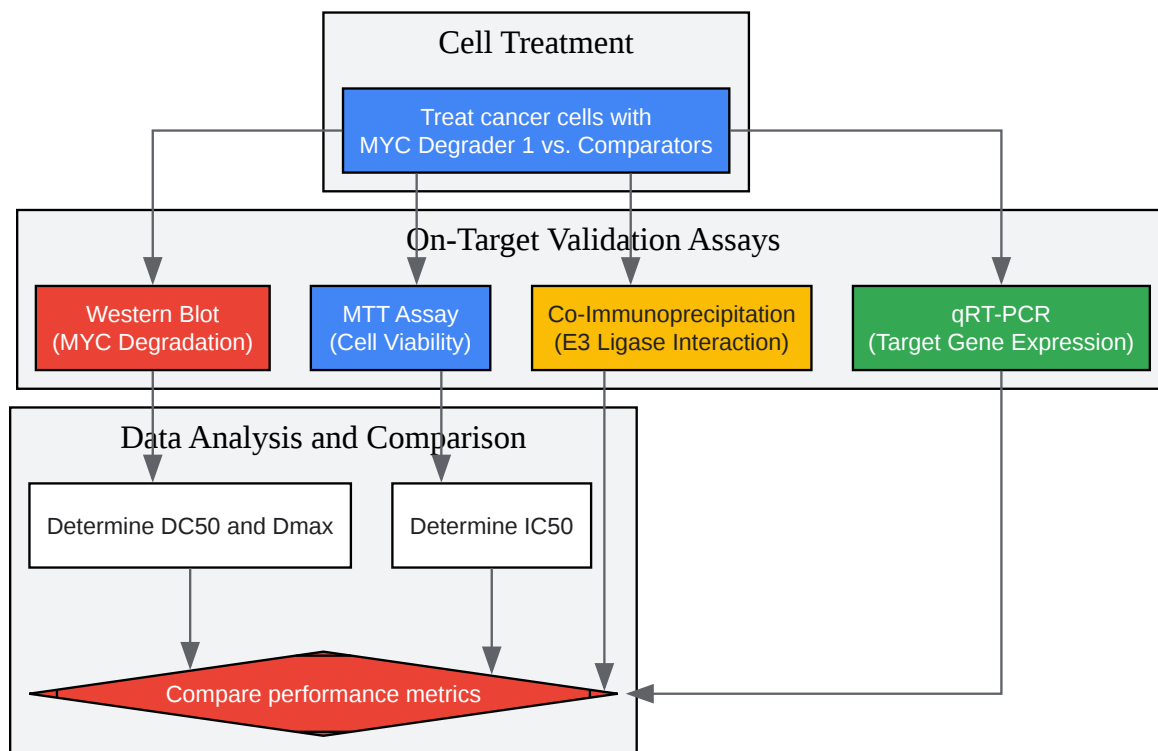 Cell Treatment
Treat cancer cells with
MYC Degrader 1 vs. Comparators
On-Target Validation Assays
Western Blot
(MYC Degradation)
MTT Assay
(Cell Viability)
Co-Immunoprecipitation
(E3 Ligase Interaction)
qRT-PCR
(Target Gene Expression)
Data Analysis and Comparison
Determine DC50 and Dmax
Determine IC50
Compare performance metrics